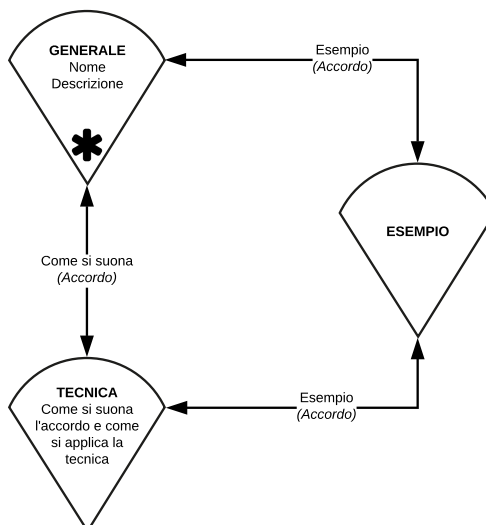 GENERALE
Nome
Descrizione
Esempio
(Accordo)
ESEMPIO
Come si suona
(Accordo)
TECNICA
Come si suona
l'accordo e come
si applica la
tecnica
Esempio
(Accordo)